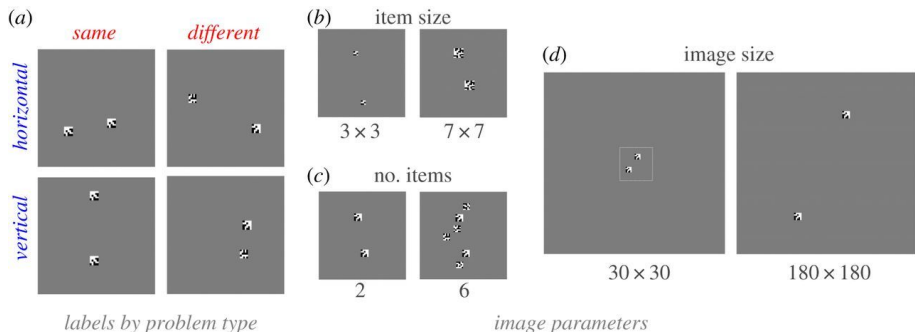 (a)
same different
horizontal
vertical
labels by problem type
(b)
item size
3 × 3 7 × 7
(c)
no. items
2 6
(d)
image size
30 × 30 180 × 180
image parameters